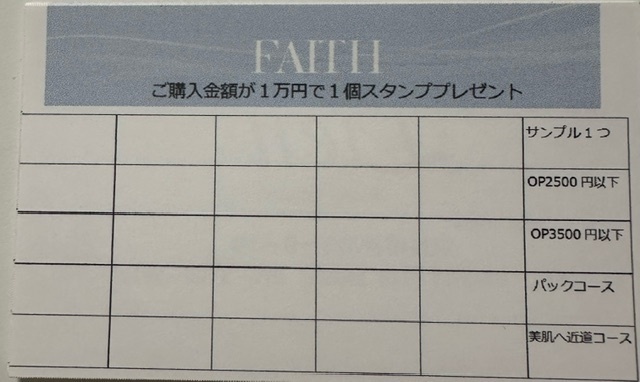 FAITH
ご購入金額が１万円で１個スタンププレゼント
サンプル１つ
OP2500 円以下
OP3500 円以下
パックコース
美肌へ近道コース